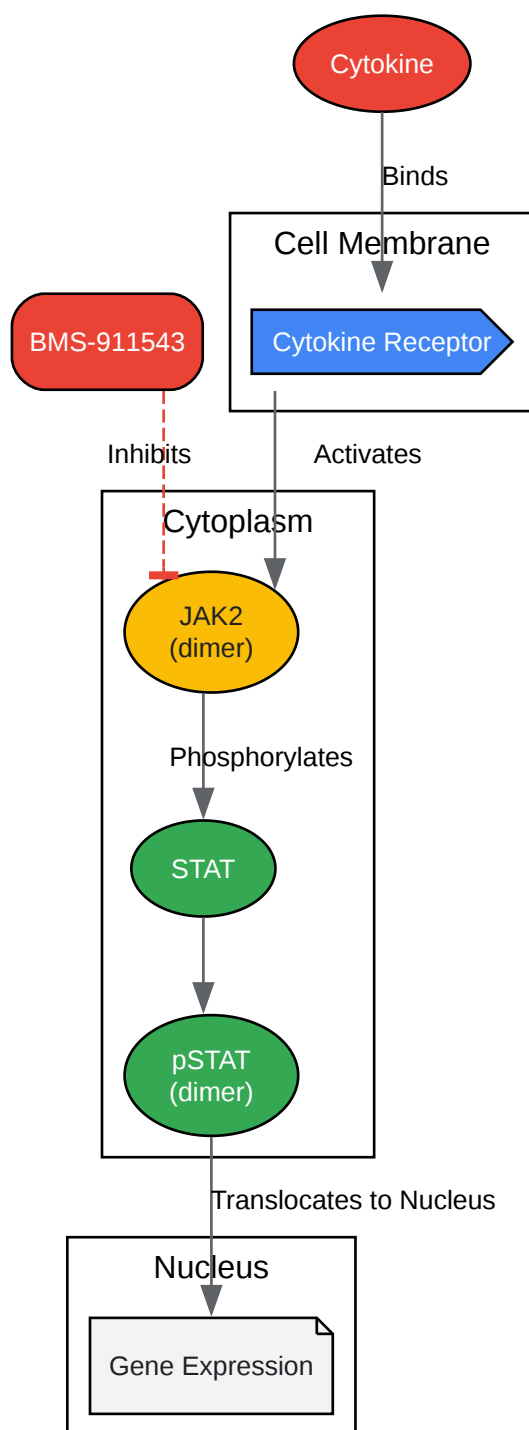 Cytokine
Binds
Cell Membrane
BMS-911543
Cytokine Receptor
Inhibits
Activates
Cytoplasm
JAK2
(dimer)
Phosphorylates
STAT
pSTAT
(dimer)
Translocates to Nucleus
Nucleus
Gene Expression